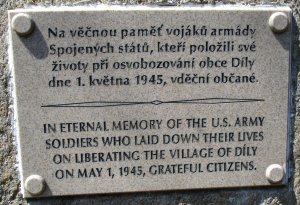 Na věčnou paměť vojáků armády
Spojených států, kteří položili své
životy při osvobozování obce Díly
dne 1. května 1945, vděční občané.
IN ETERNAL MEMORY OF THE U.S. ARMY
SOLDIERS WHO LAID DOWN THEIR LIVES
ON LIBERATING THE VILLAGE OF DÍLY
ON MAY 1, 1945, GRATEFUL CITIZENS.